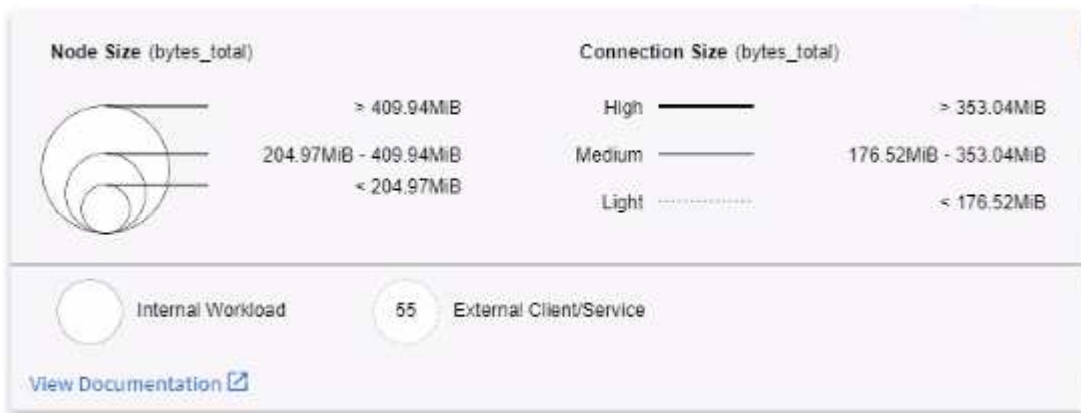 Node Size (bytes_total)
> 409.94MiB
204.97MiB - 409.94MiB
< 204.97MiB
Connection Size (bytes_total)
High > 353.04MiB
Medium 176.52MiB - 353.04MiB
Light < 176.52MiB
Internal Workload
55 External Client/Service
View Documentation